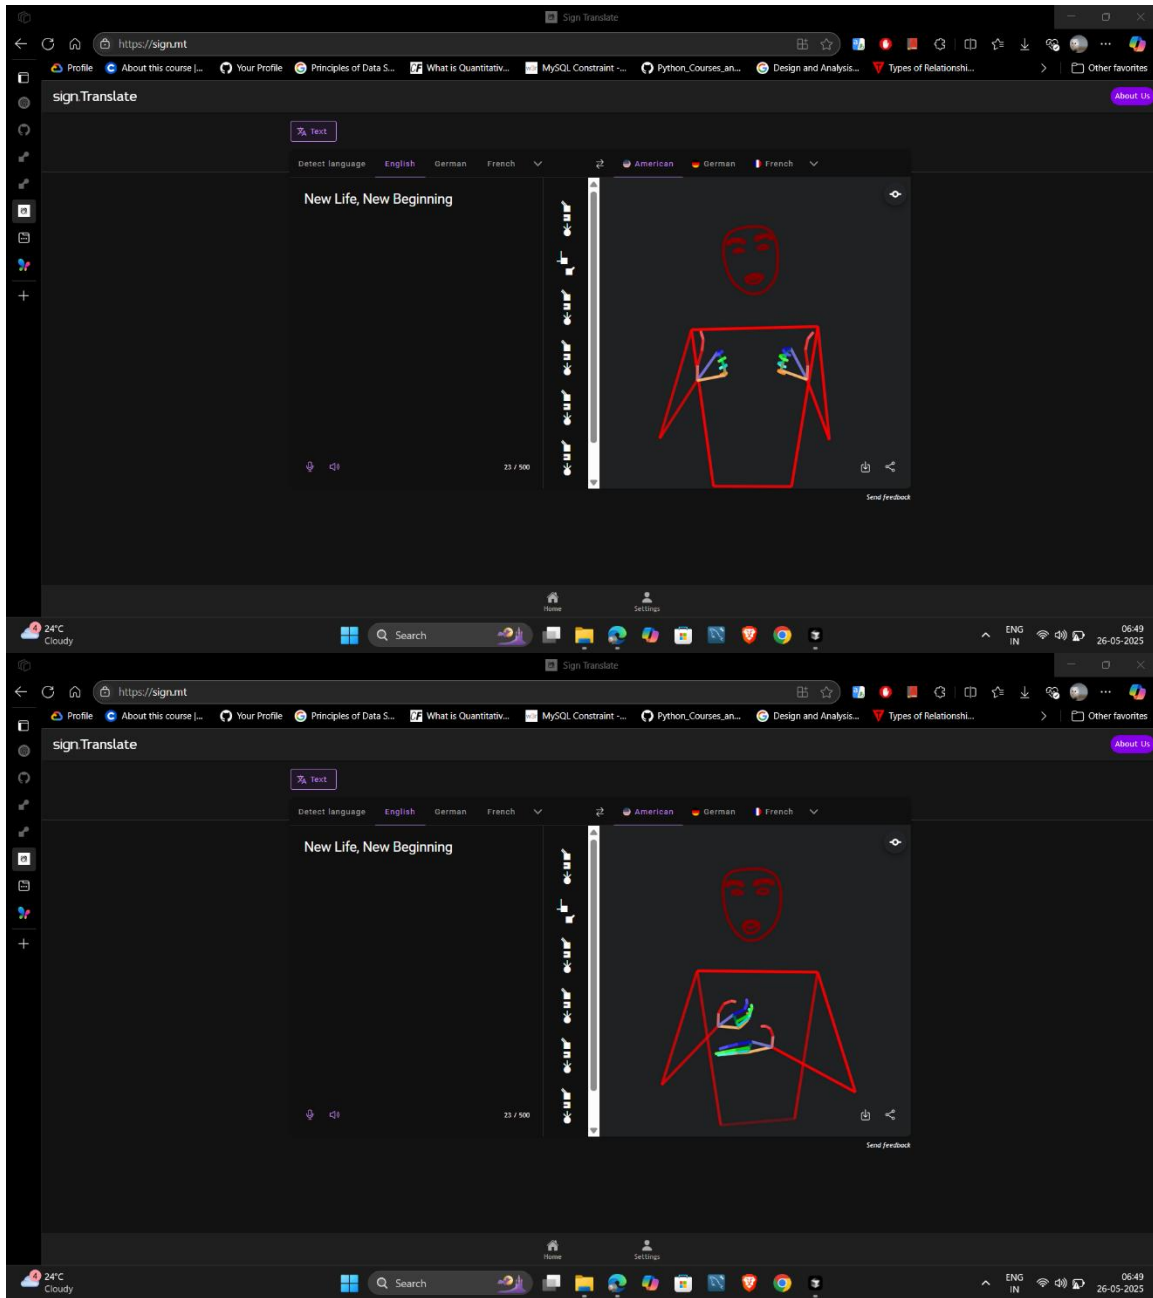 Sign Translate
https://sign.mt
Profile About this course |... Your Profile Principles of Data S... What is Quantitativ... MySQL Constraint -... Python_Courses_an... Design and Analysis... Types of Relationshi... Other favorites
sign.Translate About Us
Text
Detect language English German French American German French
New Life, New Beginning
23 / 500
Send feedback
Home Settings
4 24°C
Cloudy
Search
ENG
IN
06:49
26-05-2025
Sign Translate
https://sign.mt
Profile About this course |... Your Profile Principles of Data S... What is Quantitativ... MySQL Constraint -... Python_Courses_an... Design and Analysis... Types of Relationshi... Other favorites
sign.Translate About Us
Text
Detect language English German French American German French
New Life, New Beginning
23 / 500
Send feedback
Home Settings
4 24°C
Cloudy
Search
ENG
IN
06:49
26-05-2025